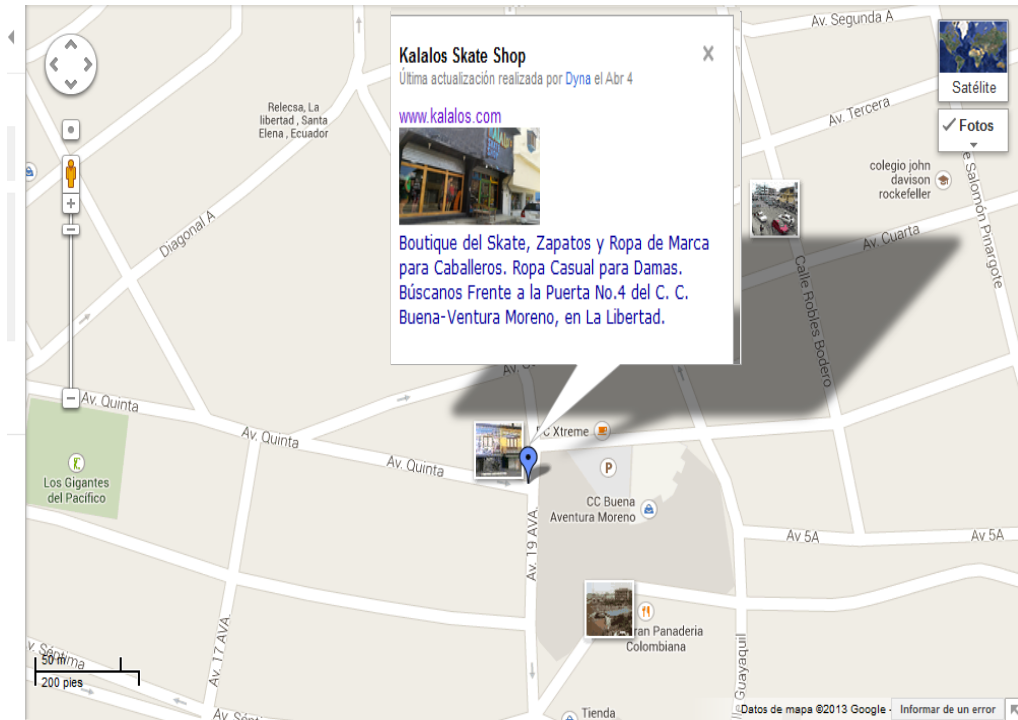 Kalalos Skate Shop
Última actualización realizada por Dyna el Abr 4
www.kalalos.com
Boutique del Skate, Zapatos y Ropa de Marca
para Caballeros. Ropa Casual para Damas.
Búscanos Frente a la Puerta No.4 del C. C.
Buena-Ventura Moreno, en La Libertad.
Av. Segunda A
Satélite
Fotos
Relecsa, La
libertad , Santa
Elena , Ecuador
Av. Tercera
colegio john
davison
rockefeller
Salomón Pinargote
Diagonal A
Av. Cuarta
Calle Robles Bodero
Av. Quinta
Av. Quinta
Av. Quinta
Xtreme
P
Los Gigantes
del Pacífico
CC Buena
Aventura Moreno
Av. 19 AVA.
Av 5A
Av 5A
Panaderia
Colombiana
Av. 17 AVA.
Séptima
50 m
200 pies
Guayaquil
Av. Séptima
Tienda
Datos de mapa ©2013 Google -
Informar de un error